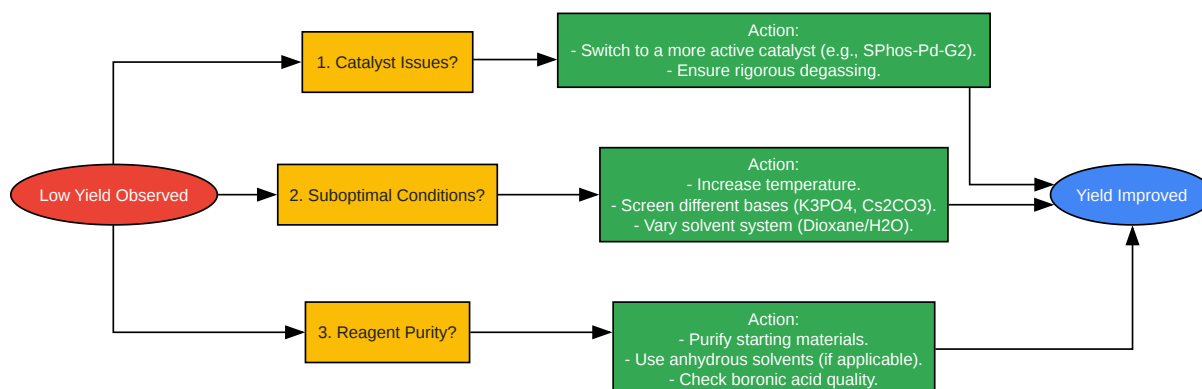 Action:
- Switch to a more active catalyst (e.g., SPhos-Pd-G2).
- Ensure rigorous degassing.
1. Catalyst Issues?
Low Yield Observed
2. Suboptimal Conditions?
Action:
- Increase temperature.
- Screen different bases (K3PO4, Cs2CO3).
- Vary solvent system (Dioxane/H2O).
Yield Improved
3. Reagent Purity?
Action:
- Purify starting materials.
- Use anhydrous solvents (if applicable).
- Check boronic acid quality.